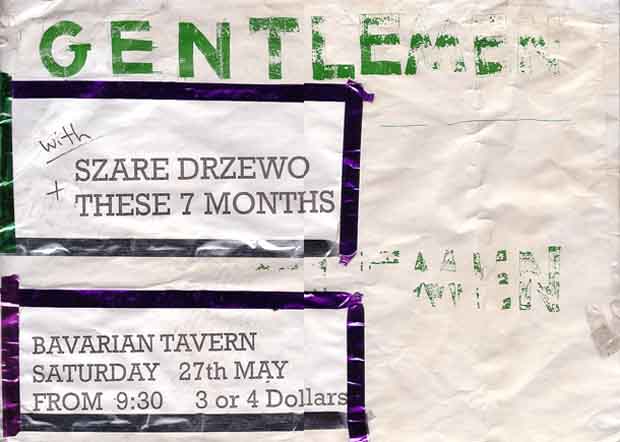 GENTLEMEN
with
SZARE DRZEWO
+ THESE 7 MONTHS
BAVARIAN TAVERN
SATURDAY 27th MAY
FROM 9:30 3 or 4 Dollars